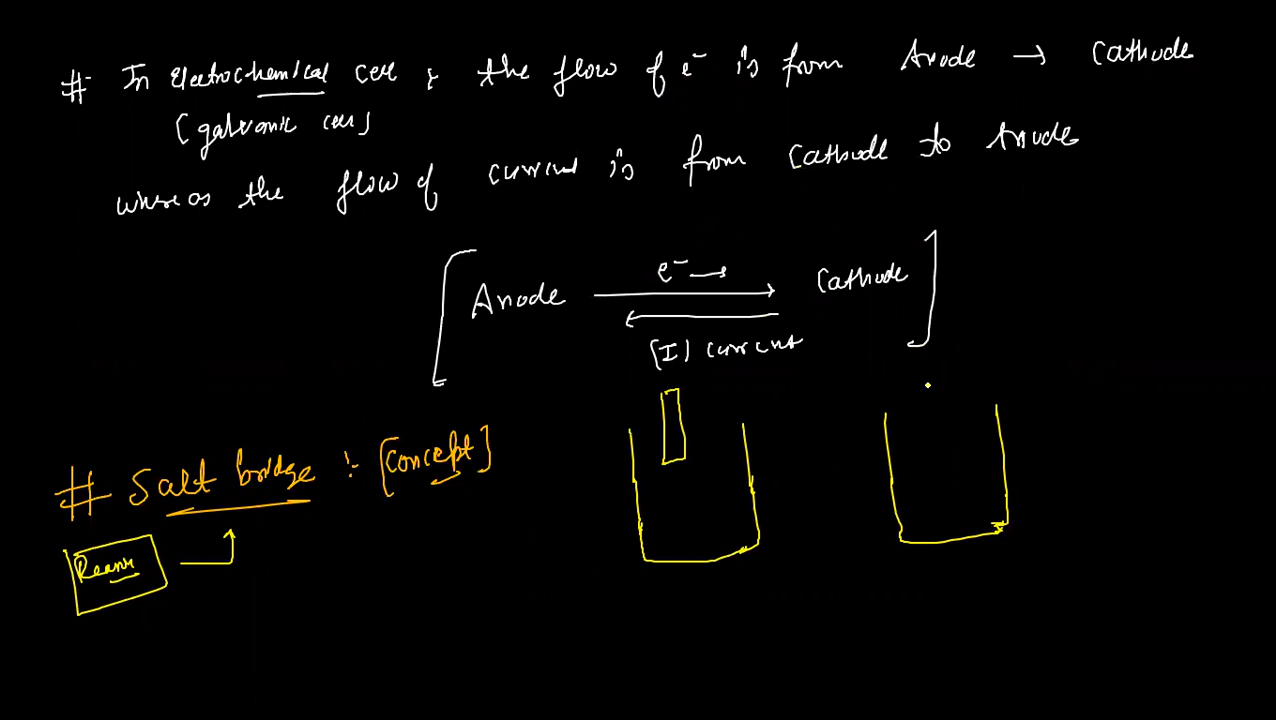 # In Electrochemical cell : the flow of e⁻ is from Anode → Cathode
[galvanic cell]
whereas the flow of current is from Cathode to Anode
[Anode e⁻ → Cathode]
(I) current
# Salt bridge :- [Concept]